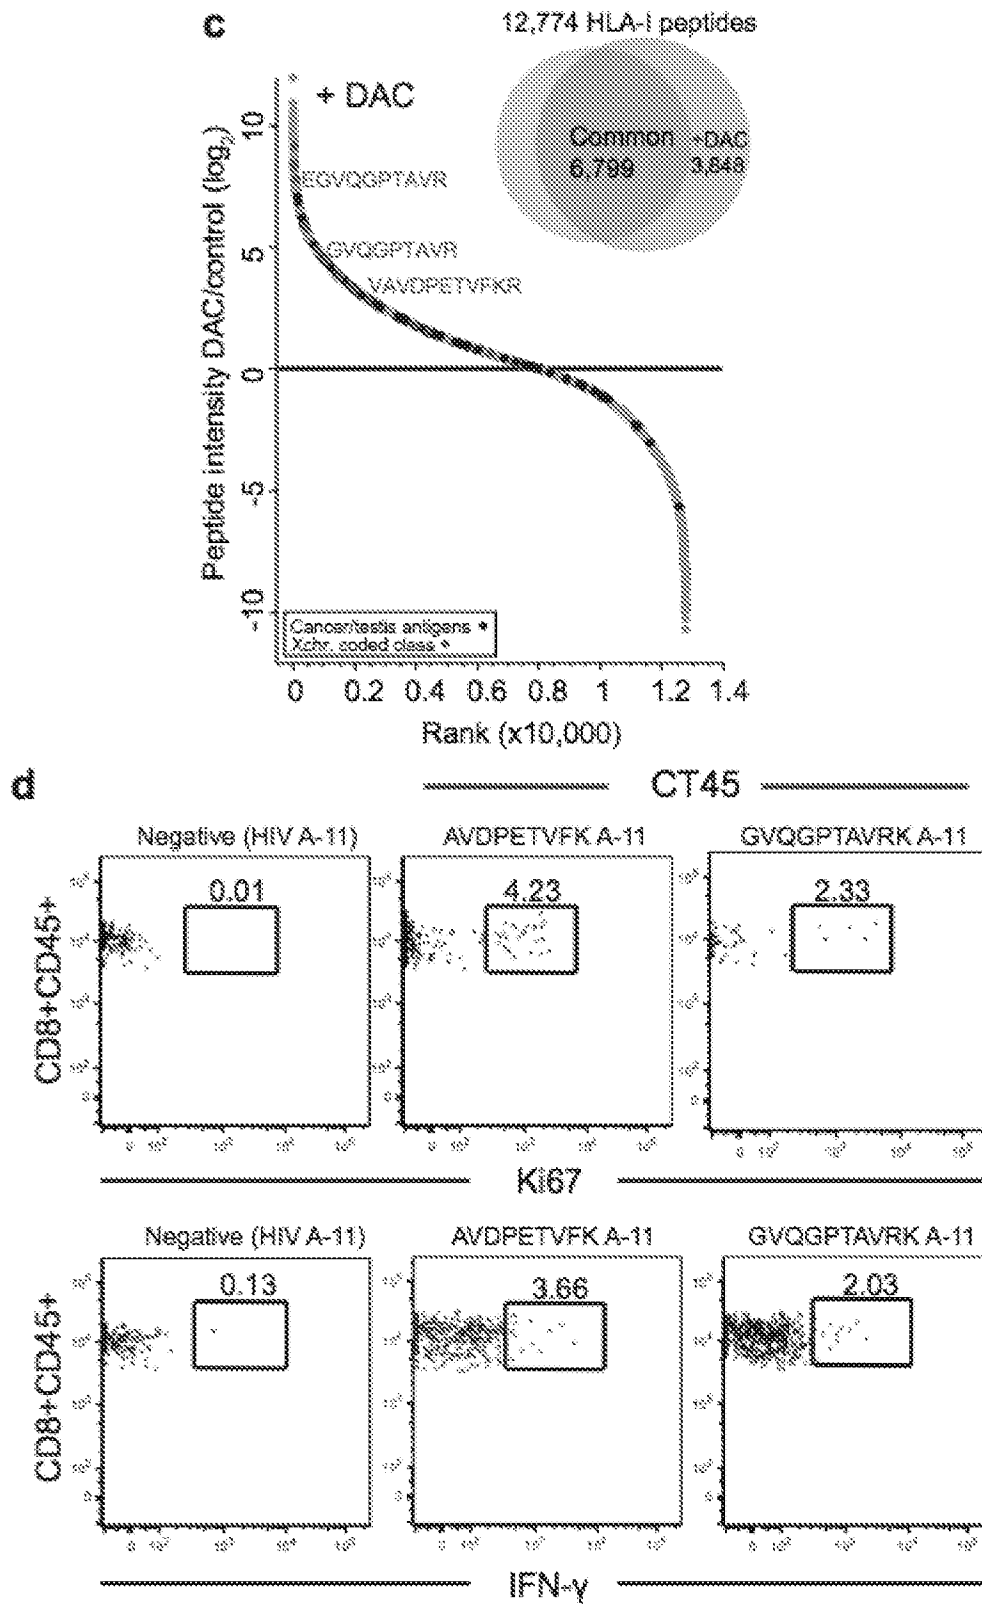 c
12,774 HLA-I peptides
+ DAC
Common
6,799
+DAC
3,848
EGVQGPTAVR
GVQGPTAVR
VAVDPETVFKR
Peptide intensity DAC/control (log2)
10
5
0
-5
-10
Cancer/testis antigens
Xchr. coded class
0 0.2 0.4 0.6 0.8 1 1.2 1.4
Rank (x10,000)
d
CT45
Negative (HIV A-11) AVDPETVFK A-11 GVQGPTAVRK A-11
0.01 4.23 2.33
CD8+CD45+
Ki67
Negative (HIV A-11) AVDPETVFK A-11 GVQGPTAVRK A-11
0.13 3.66 2.03
CD8+CD45+
IFN-γ